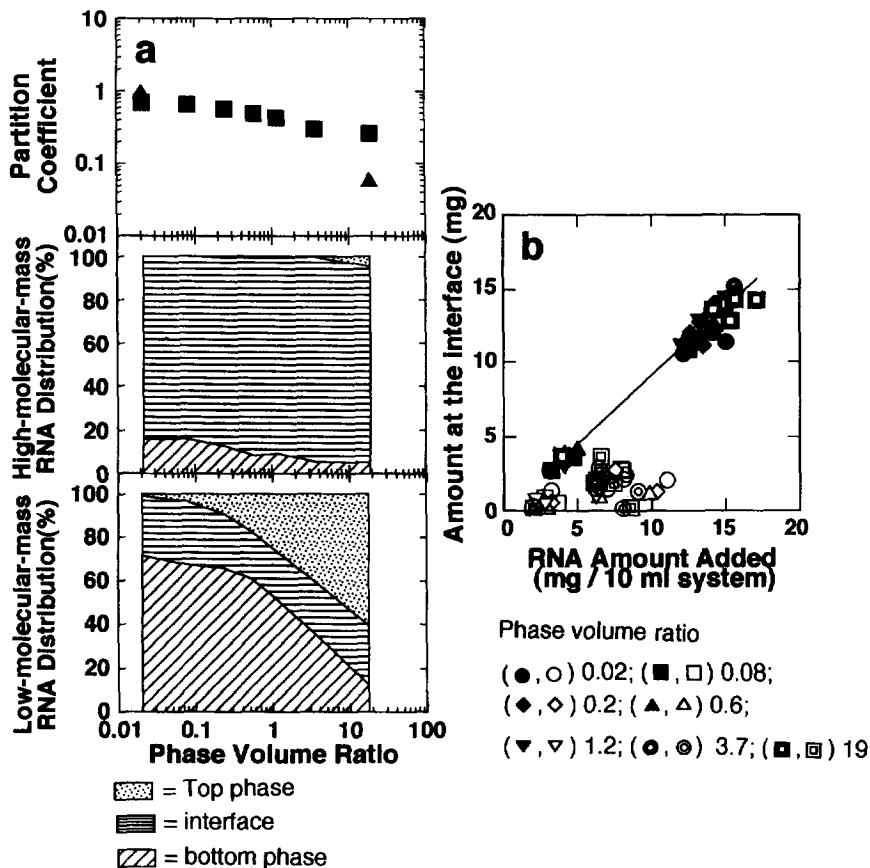 a
10
1
0.1
0.01
Partition
Coefficient
100
80
60
40
20
0
High-molecular-mass
RNA Distribution(%)
100
80
60
40
20
0
Low-molecular-mass
RNA Distribution(%)
0.01 0.1 1 10 100
Phase Volume Ratio
= Top phase
= interface
= bottom phase
b
20
15
10
5
0
Amount at the interface (mg)
0 5 10 15 20
RNA Amount Added
(mg / 10 ml system)
Phase volume ratio
(●, ○) 0.02; (■, □) 0.08;
(◆, ◇) 0.2; (▲, △) 0.6;
(▼, ▽) 1.2; (◉, ◎) 3.7; (▣, ▣) 19